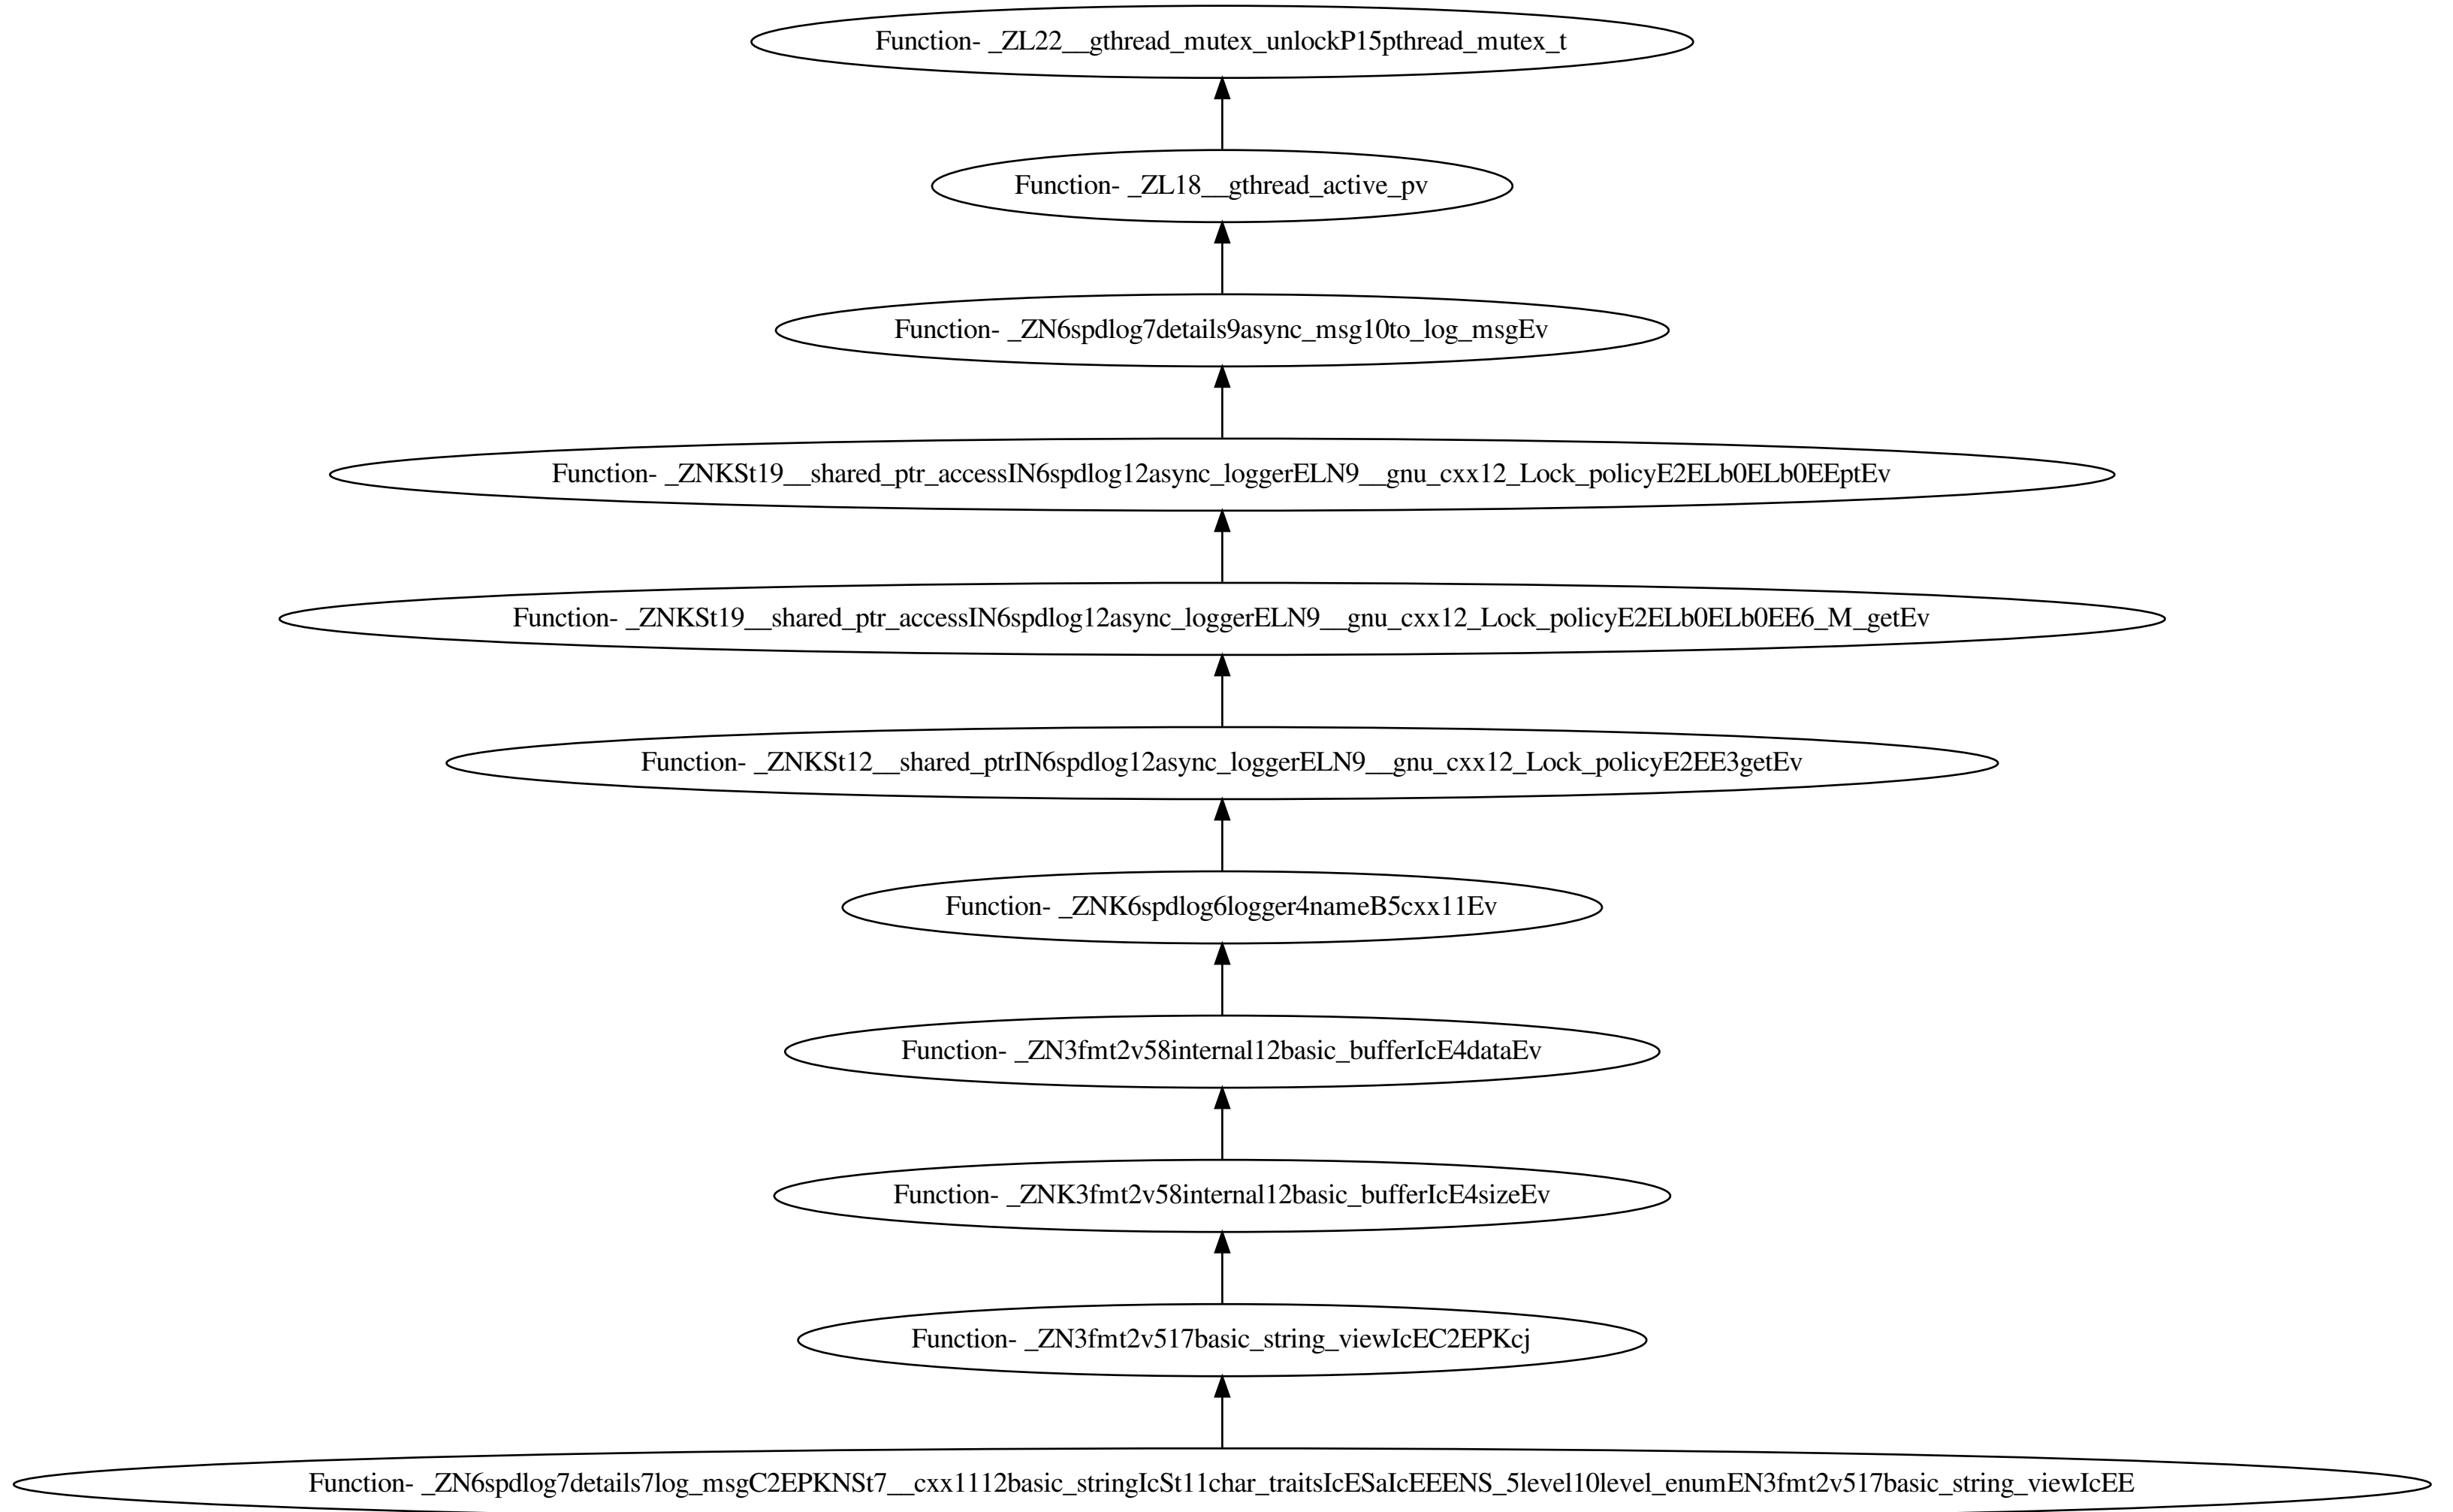 Function- _ZL22__gthread_mutex_unlockP15pthread_mutex_t
Function- _ZL18__gthread_active_pv
Function- _ZN6spdlog7details9async_msg10to_log_msgEv
Function- _ZNKSt19__shared_ptr_accessIN6spdlog12async_loggerELN9__gnu_cxx12_Lock_policyE2ELb0ELb0EEptEv
Function- _ZNKSt19__shared_ptr_accessIN6spdlog12async_loggerELN9__gnu_cxx12_Lock_policyE2ELb0ELb0EE6_M_getEv
Function- _ZNKSt12__shared_ptrIN6spdlog12async_loggerELN9__gnu_cxx12_Lock_policyE2EE3getEv
Function- _ZNK6spdlog6logger4nameB5cxx11Ev
Function- _ZN3fmt2v58internal12basic_bufferIcE4dataEv
Function- _ZNK3fmt2v58internal12basic_bufferIcE4sizeEv
Function- _ZN3fmt2v517basic_string_viewIcEC2EPKcj
Function- _ZN6spdlog7details7log_msgC2EPKNSt7__cxx1112basic_stringIcSt11char_traitsIcESaIcEEENS_5level10level_enumEN3fmt2v517basic_string_viewIcEE